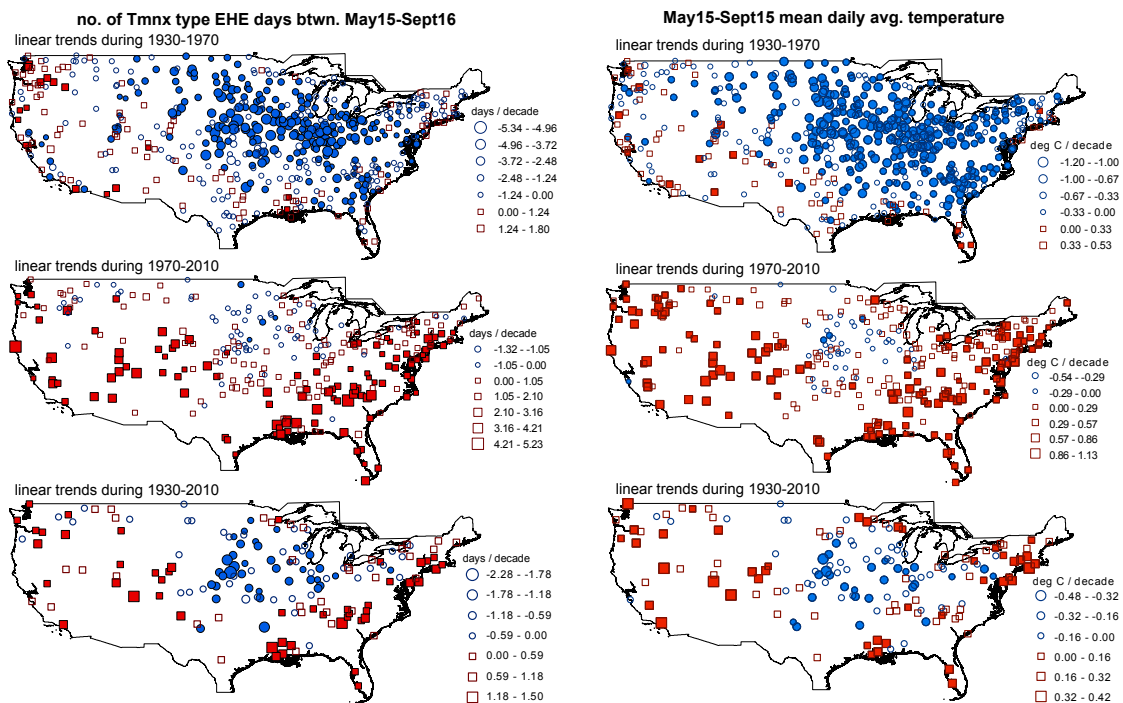 no. of Tmnx type EHE days btwn. May15-Sept16
linear trends during 1930-1970
days / decade
-5.34 - -4.96
-4.96 - -3.72
-3.72 - -2.48
-2.48 - -1.24
-1.24 - 0.00
0.00 - 1.24
1.24 - 1.80
linear trends during 1970-2010
days / decade
-1.32 - -1.05
-1.05 - 0.00
0.00 - 1.05
1.05 - 2.10
2.10 - 3.16
3.16 - 4.21
4.21 - 5.23
linear trends during 1930-2010
days / decade
-2.28 - -1.78
-1.78 - -1.18
-1.18 - -0.59
-0.59 - 0.00
0.00 - 0.59
0.59 - 1.18
1.18 - 1.50
May15-Sept15 mean daily avg. temperature
linear trends during 1930-1970
deg C / decade
-1.20 - -1.00
-1.00 - -0.67
-0.67 - -0.33
-0.33 - 0.00
0.00 - 0.33
0.33 - 0.53
linear trends during 1970-2010
deg C / decade
-0.54 - -0.29
-0.29 - 0.00
0.00 - 0.29
0.29 - 0.57
0.57 - 0.86
0.86 - 1.13
linear trends during 1930-2010
deg C / decade
-0.48 - -0.32
-0.32 - -0.16
-0.16 - 0.00
0.00 - 0.16
0.16 - 0.32
0.32 - 0.42